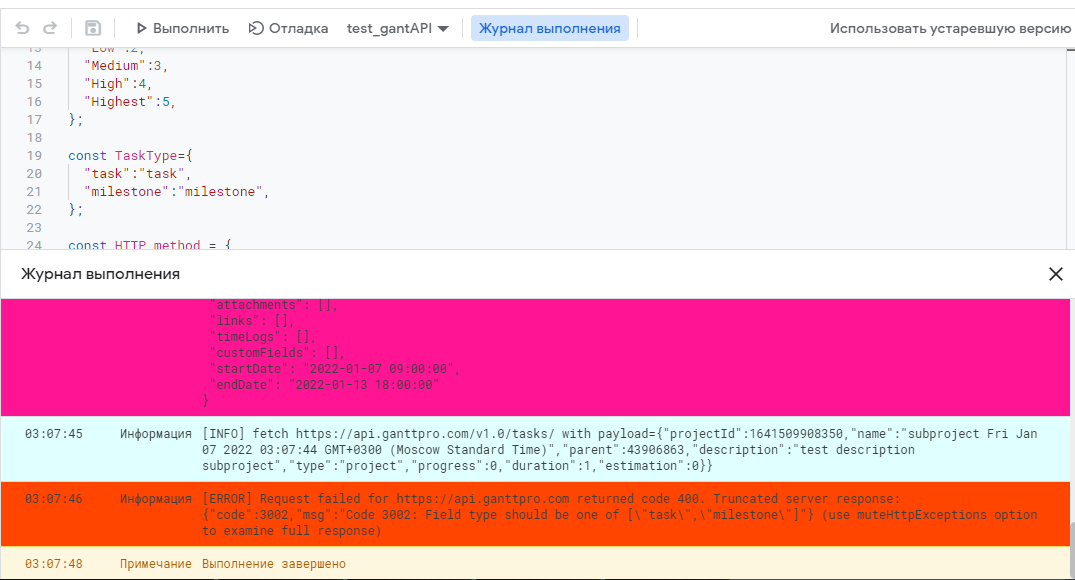 Выполнить Отладка test_gantAPI Журнал выполнения Использовать устаревшую версию
13 "Low":2,
14 "Medium":3,
15 "High":4,
16 "Highest":5,
17 };
18
19 const TaskType={
20 "task":"task",
21 "milestone":"milestone",
22 };
23
24 const HTTP_method = {
Журнал выполнения
"attachments": [],
"links": [],
"timeLogs": [],
"customFields": [],
"startDate": "2022-01-07 09:00:00",
"endDate": "2022-01-13 18:00:00"
}
03:07:45 Информация [INFO] fetch https://api.ganttpro.com/v1.0/tasks/ with payload={"projectId":1641509908350,"name":"subproject Fri Jan
07 2022 03:07:44 GMT+0300 (Moscow Standard Time)","parent":43906863,"description":"test description
subproject","type":"project","progress":0,"duration":1,"estimation":0}}
03:07:46 Информация [ERROR] Request failed for https://api.ganttpro.com returned code 400. Truncated server response:
{"code":3002,"msg":"Code 3002: Field type should be one of [\"task\",\"milestone\"]"} (use muteHttpExceptions option
to examine full response)
03:07:48 Примечание Выполнение завершено